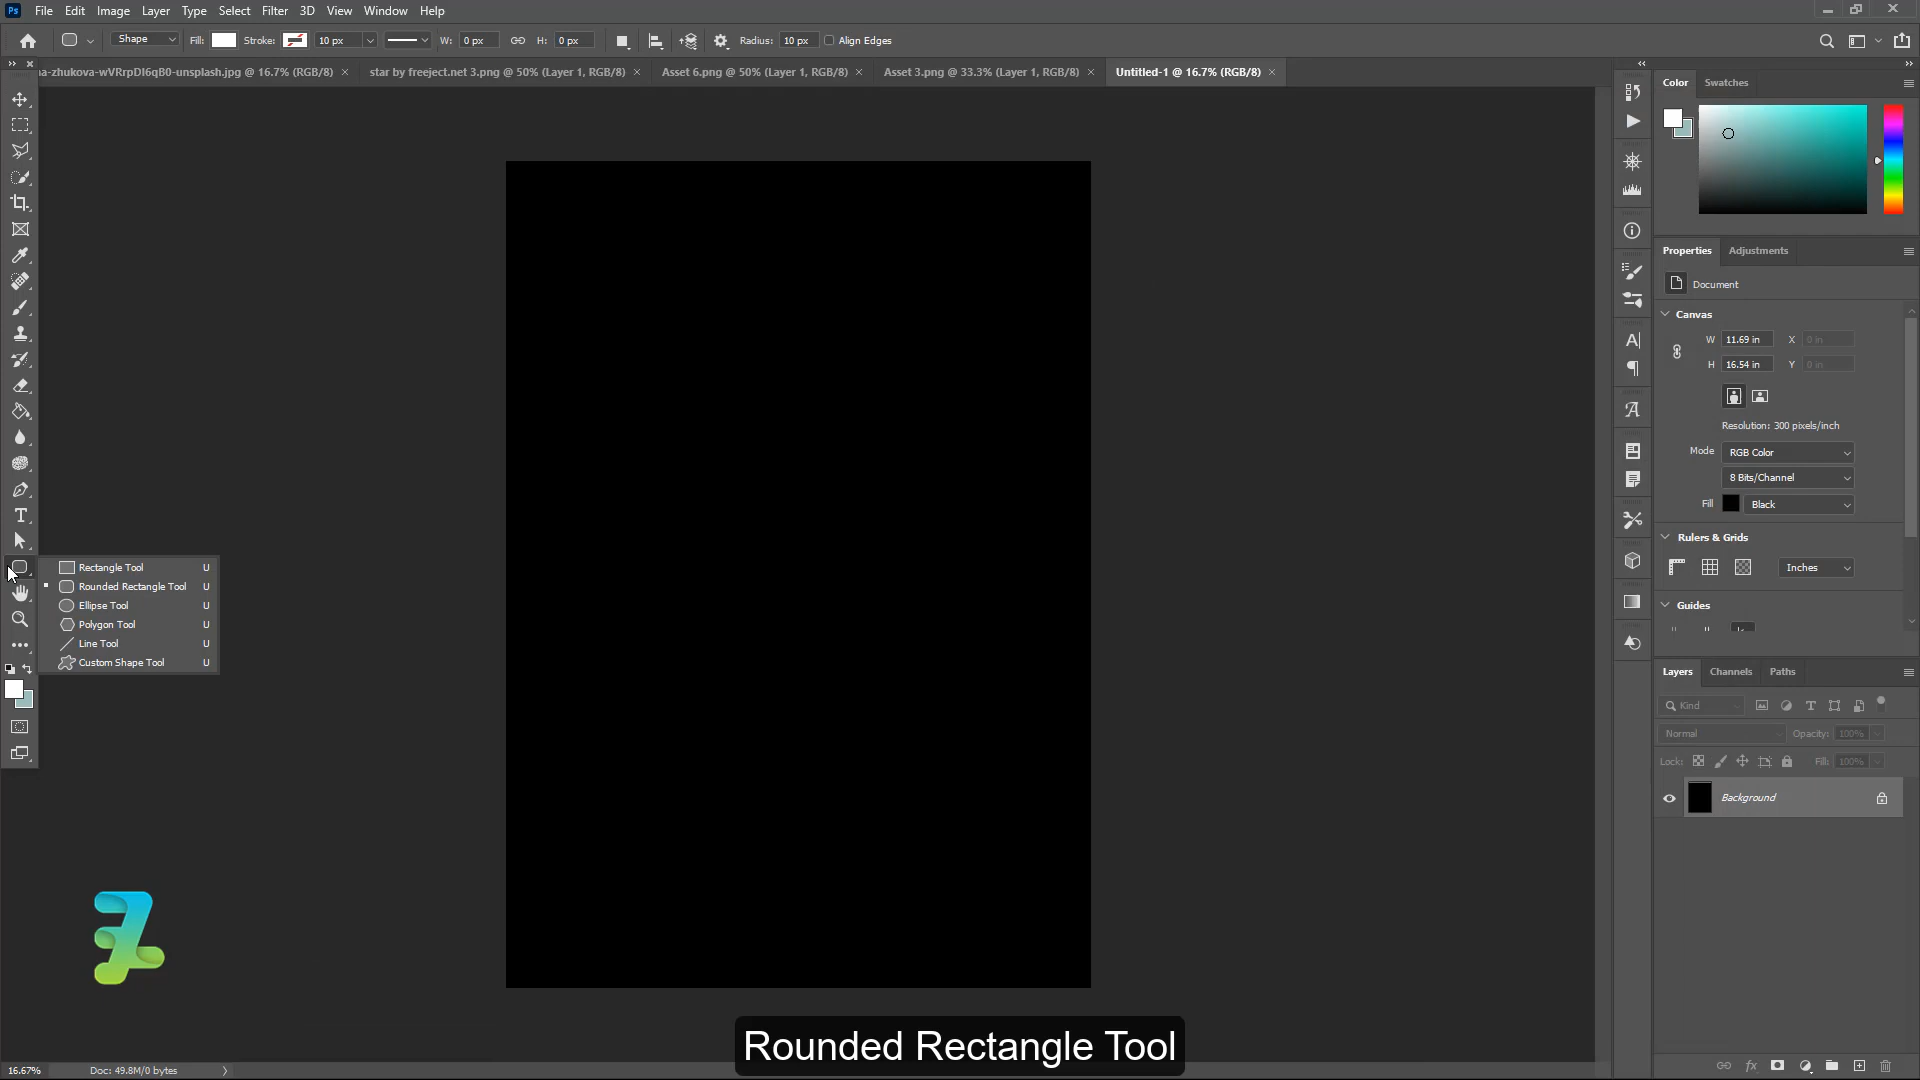 Ps File Edit Image Layer Type Select Filter 3D View Window Help
Shape Fill: Stroke: 10 px W: 0 px H: 0 px Radius: 10 px Align Edges
a-zhukova-wVRrpDI6qB0-unsplash.jpg @ 16.7% (RGB/8) × star by freeject.net 3.png @ 50% (Layer 1, RGB/8) × Asset 6.png @ 50% (Layer 1, RGB/8) × Asset 3.png @ 33.3% (Layer 1, RGB/8) × Untitled-1 @ 16.7% (RGB/8) ×
Color Swatches
Properties Adjustments
Document
Canvas
W 11.69 in X 0 in
H 16.54 in Y 0 in
Resolution: 300 pixels/inch
Mode RGB Color
8 Bits/Channel
Fill Black
Rulers & Grids
Inches
Guides
Rectangle Tool U
Rounded Rectangle Tool U
Ellipse Tool U
Polygon Tool U
Line Tool U
Custom Shape Tool U
Layers Channels Paths
Kind
Normal Opacity: 100%
Lock: Fill: 100%
Background
Rounded Rectangle Tool
16.67% Doc: 49.8M/0 bytes